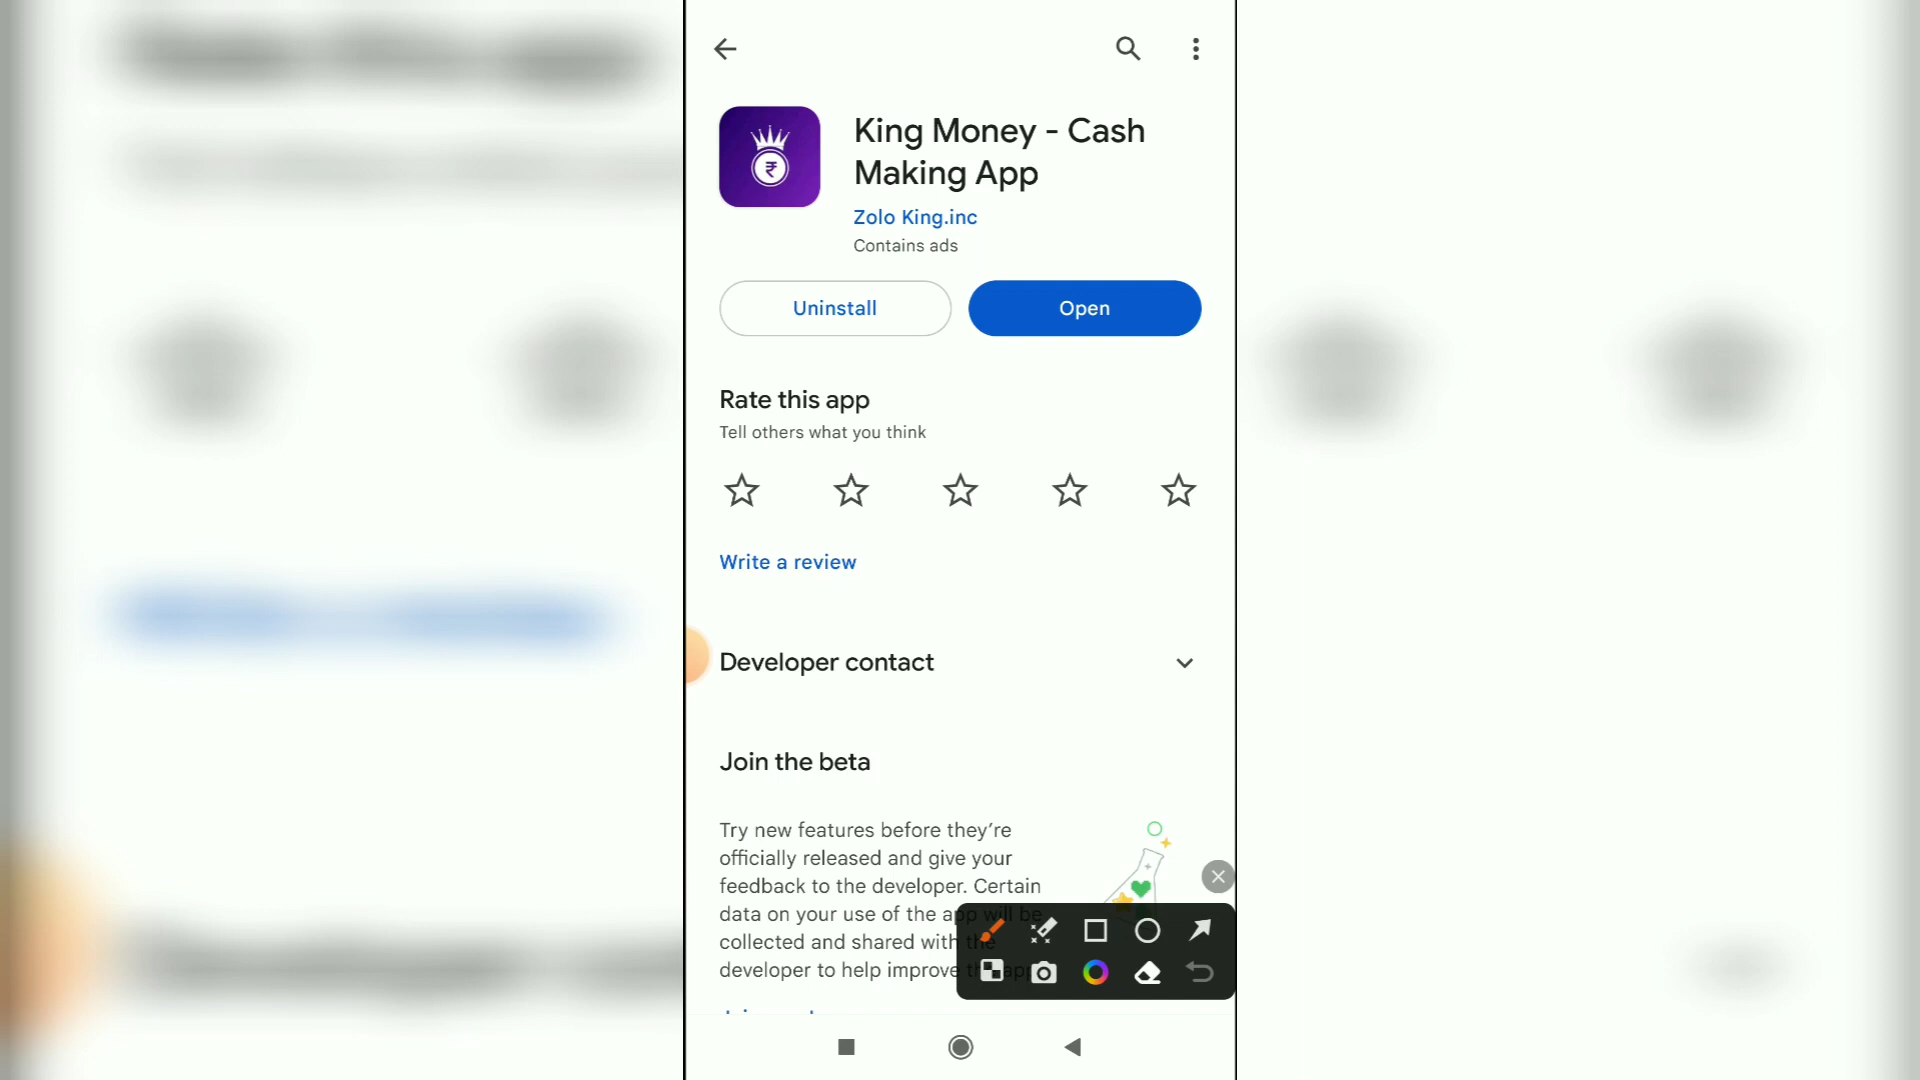 King Money - Cash
Making App
Zolo King.inc
Contains ads
₹
Uninstall
Open
Rate this app
Tell others what you think
Write a review
Developer contact
Join the beta
Try new features before they’re
officially released and give your
feedback to the developer. Certain
data on your use of the app will be
collected and shared with the
developer to help improve the app.